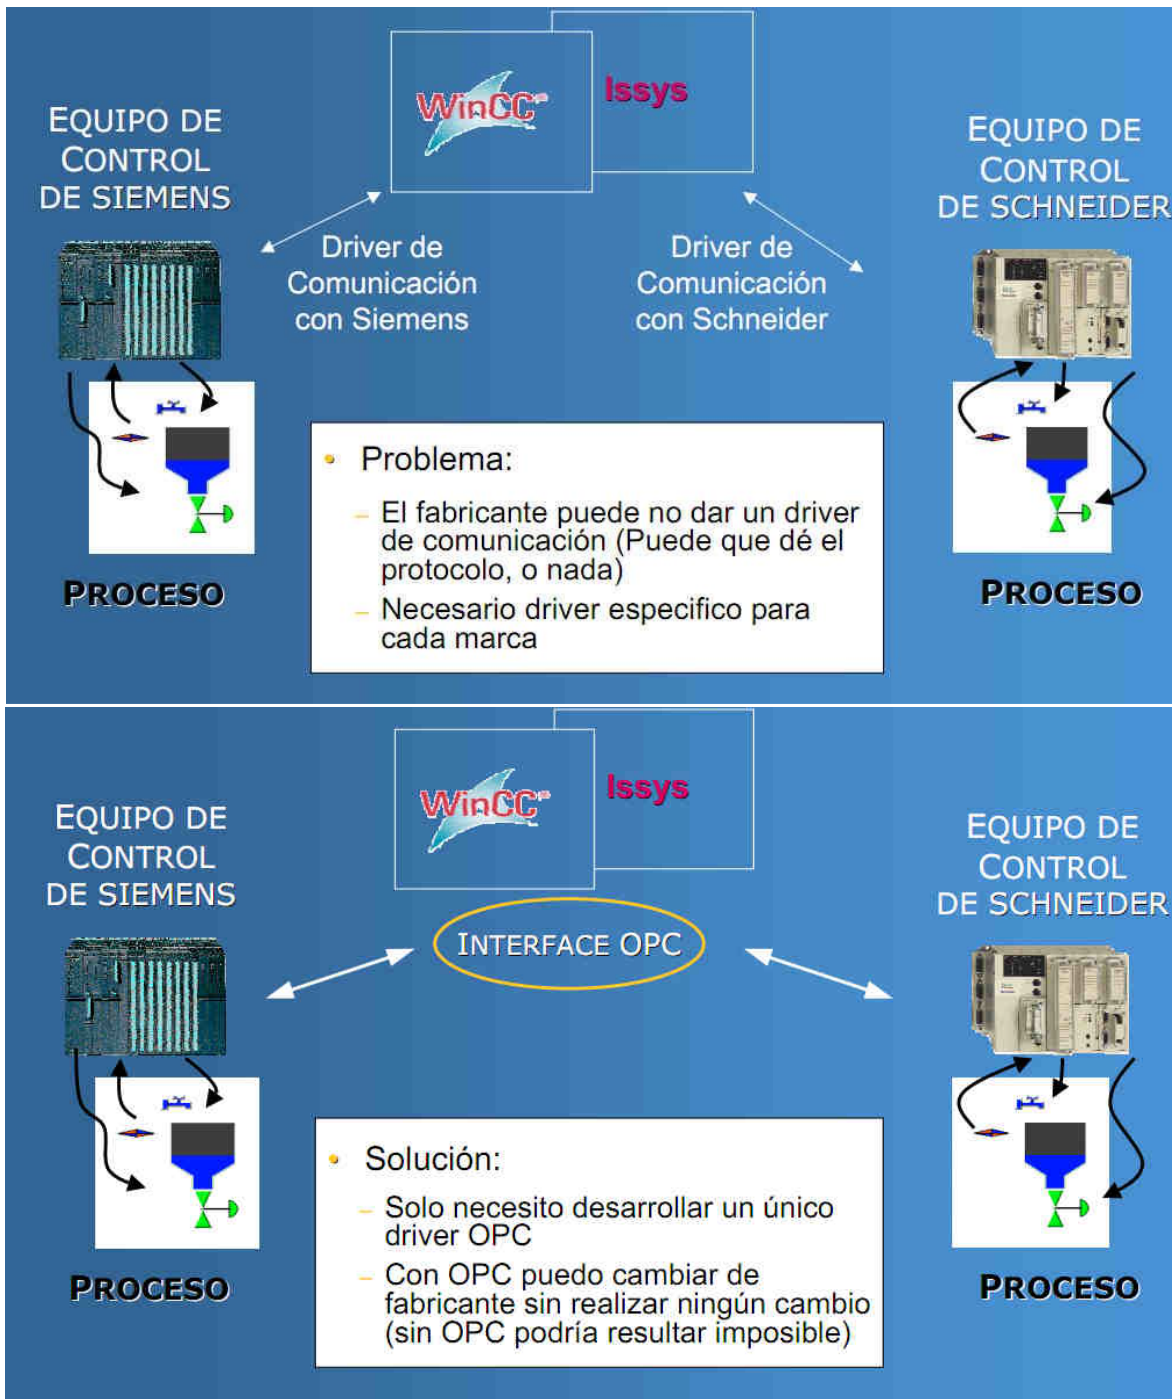 WinCC
Issys
EQUIPO DE
CONTROL
DE SIEMENS
EQUIPO DE
CONTROL
DE SCHNEIDER
Driver de
Comunicación
con Siemens
Driver de
Comunicación
con Schneider
Problema:
– El fabricante puede no dar un driver
de comunicación (Puede que dé el
protocolo, o nada)
– Necesario driver especifico para
cada marca
PROCESO
PROCESO
WinCC
Issys
EQUIPO DE
CONTROL
DE SIEMENS
EQUIPO DE
CONTROL
DE SCHNEIDER
INTERFACE OPC
Solución:
– Solo necesito desarrollar un único
driver OPC
– Con OPC puedo cambiar de
fabricante sin realizar ningún cambio
(sin OPC podría resultar imposible)
PROCESO
PROCESO